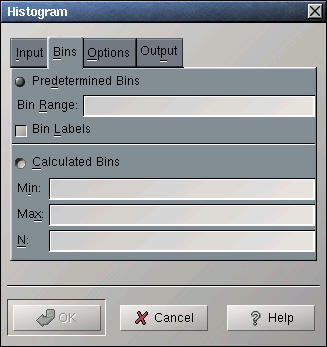 Histogram
Input Bins Options Output
Predetermined Bins
Bin Range:
Bin Labels
Calculated Bins
Min:
Max:
N:
OK Cancel Help